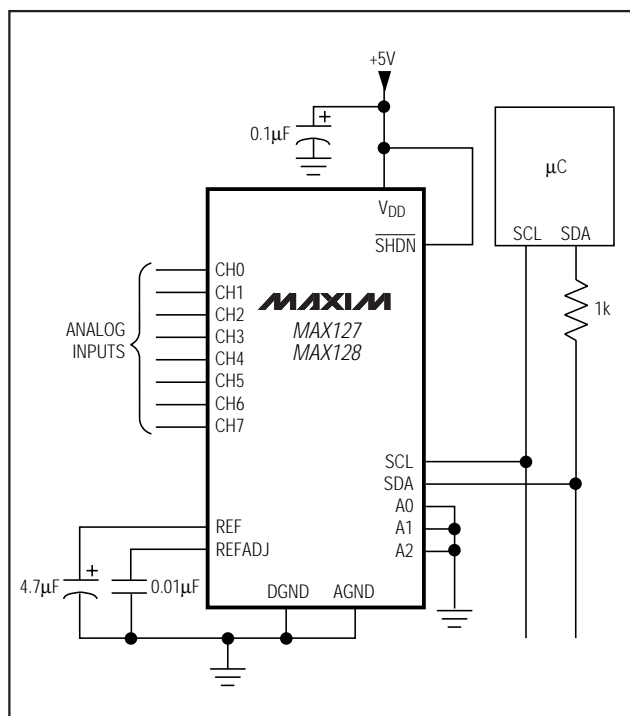 +5V
0.1µF
+
µC
SCL SDA
1k
VDD
SHDN
CH0
CH1
CH2
CH3
CH4
CH5
CH6
CH7
ANALOG
INPUTS
MAXIM
MAX127
MAX128
SCL
SDA
A0
A1
A2
REF
REFADJ
4.7µF
+
0.01µF
DGND AGND